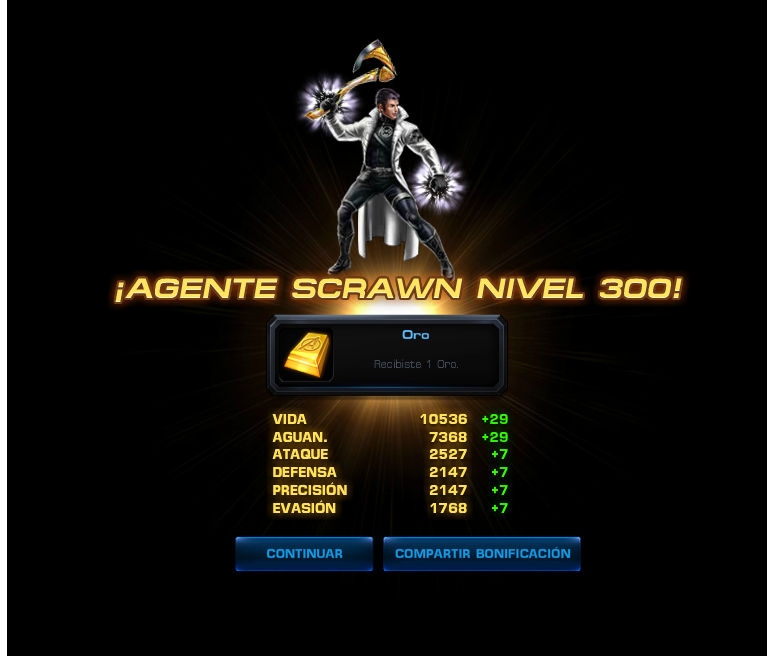 ¡AGENTE SCRAWN NIVEL 300!
Oro
Recibiste 1 Oro.
VIDA 10536 +29
AGUAN. 7368 +29
ATAQUE 2527 +7
DEFENSA 2147 +7
PRECISIÓN 2147 +7
EVASIÓN 1768 +7
CONTINUAR COMPARTIR BONIFICACIÓN